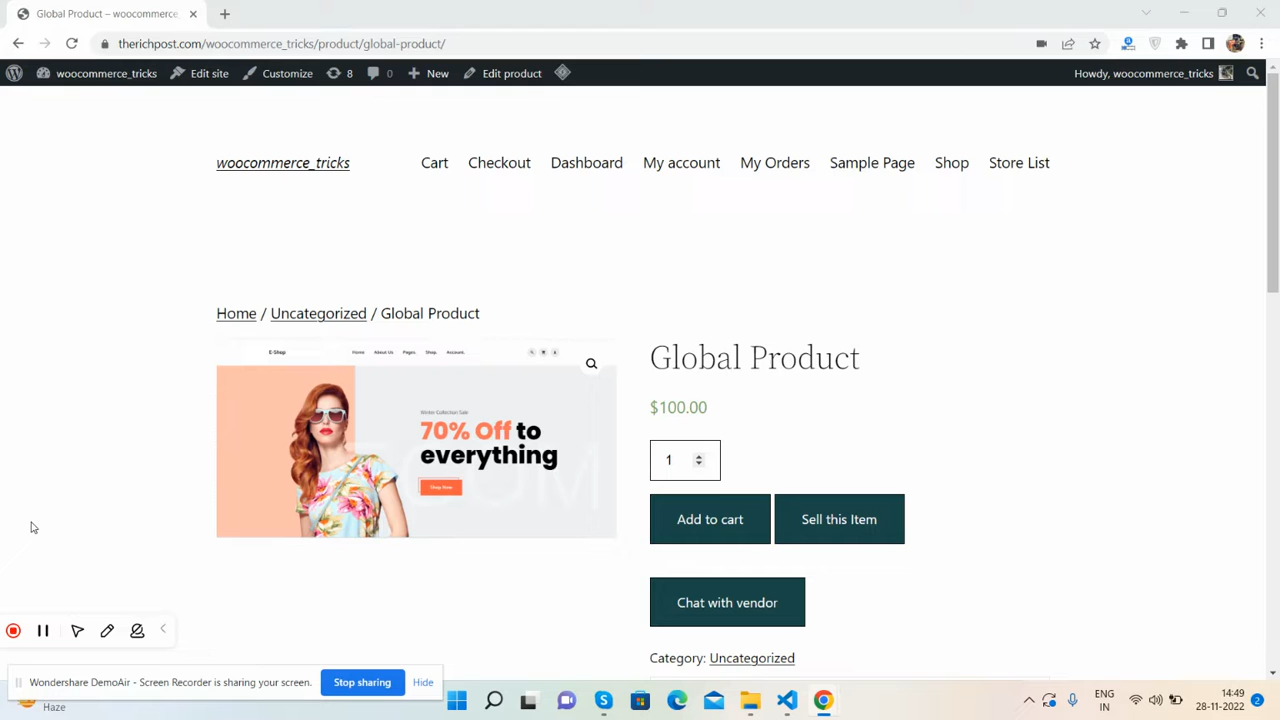 Global Product – woocommerce
therichpost.com/woocommerce_tricks/product/global-product/
woocommerce_tricks Edit site Customize 8 0 New Edit product Howdy, woocommerce_tricks
woocommerce_tricks Cart Checkout Dashboard My account My Orders Sample Page Shop Store List
Home / Uncategorized / Global Product
E-Shop Home About Us Pages Shop Account
Winter Collection Sale
70% Off to
everything
Shop Now
Global Product
$100.00
1
Add to cart Sell this Item
Chat with vendor
Category: Uncategorized
Wondershare DemoAir - Screen Recorder is sharing your screen. Stop sharing Hide
Haze
ENG
IN
14:49
28-11-2022
2